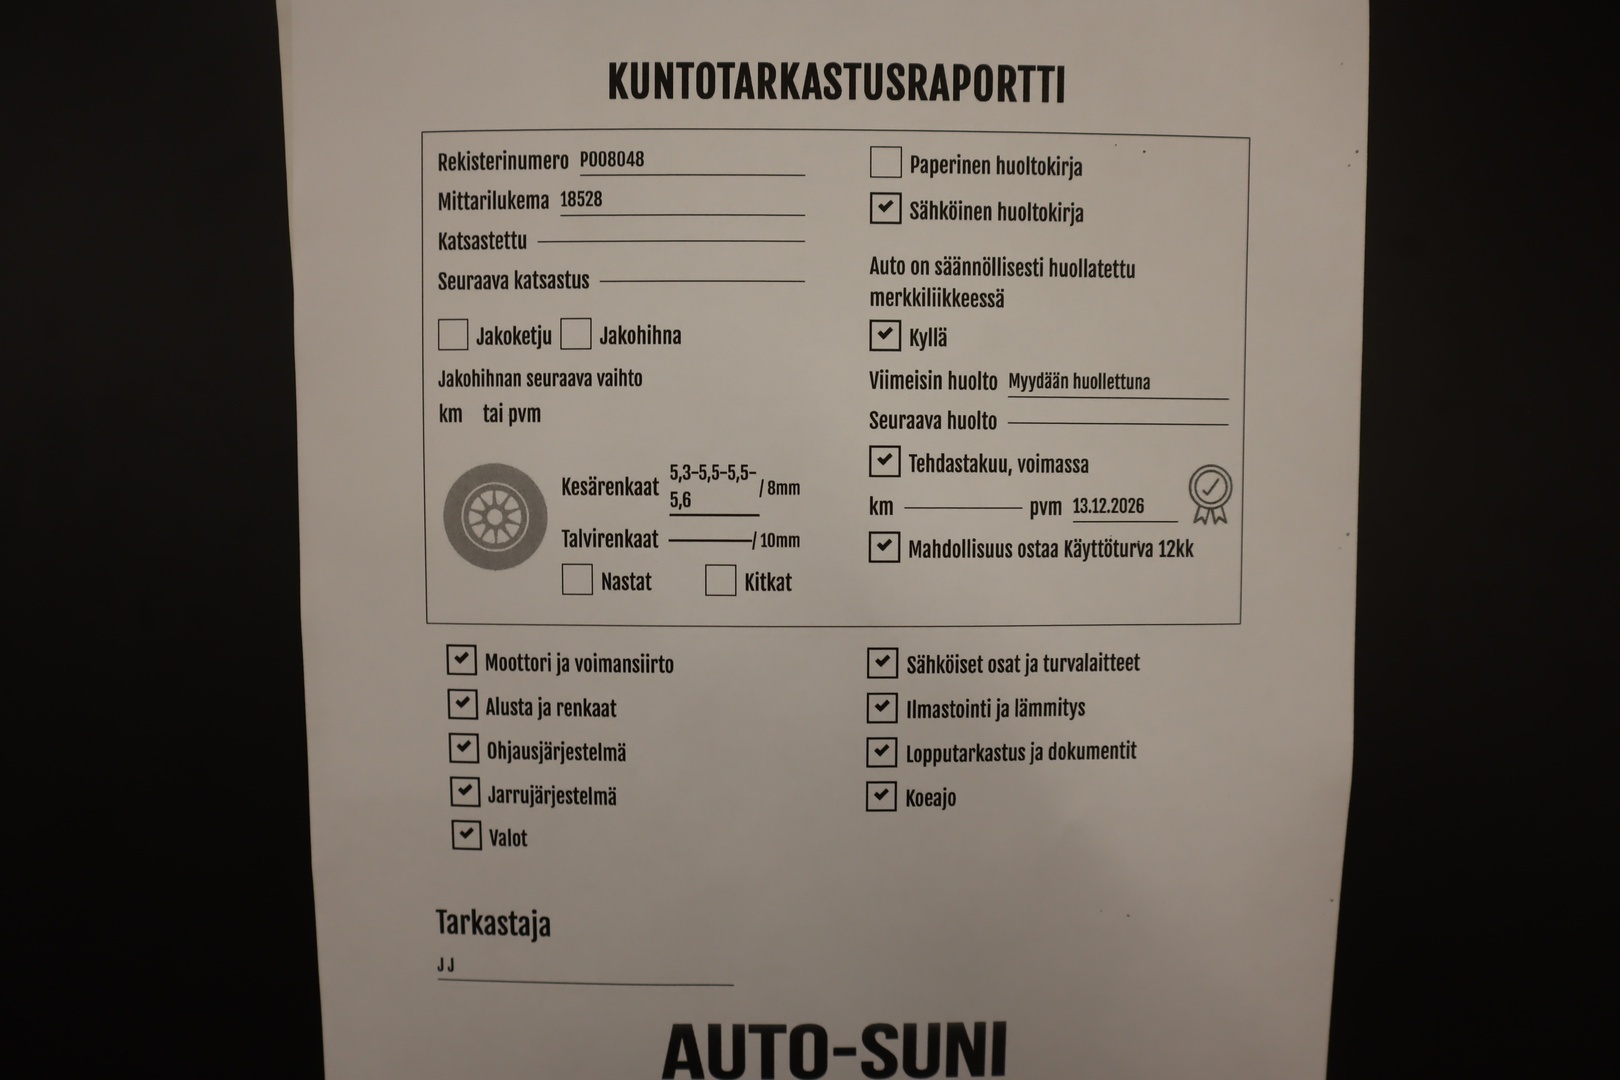 KUNTOTARKASTUSRAPORTTI
Rekisterinumero P008048
Mittarilukema 18528
Katsastettu
Seuraava katsastus
Jakoketju Jakohihna
Jakohihnan seuraava vaihto
km tai pvm
Kesärenkaat 5,3-5,5-5,5-
5,6 / 8mm
Talvirenkaat / 10mm
Nastat Kitkat
Paperinen huoltokirja
Sähköinen huoltokirja
Auto on säännöllisesti huollatettu
merkkiliikkeessä
Kyllä
Viimeisin huolto Myydään huollettuna
Seuraava huolto
Tehdastakuu, voimassa
km pvm 13.12.2026
Mahdollisuus ostaa Käyttöturva 12kk
Moottori ja voimansiirto
Alusta ja renkaat
Ohjausjärjestelmä
Jarrujärjestelmä
Valot
Sähköiset osat ja turvalaitteet
Ilmastointi ja lämmitys
Lopputarkastus ja dokumentit
Koeajo
Tarkastaja
JJ
AUTO-SUNI